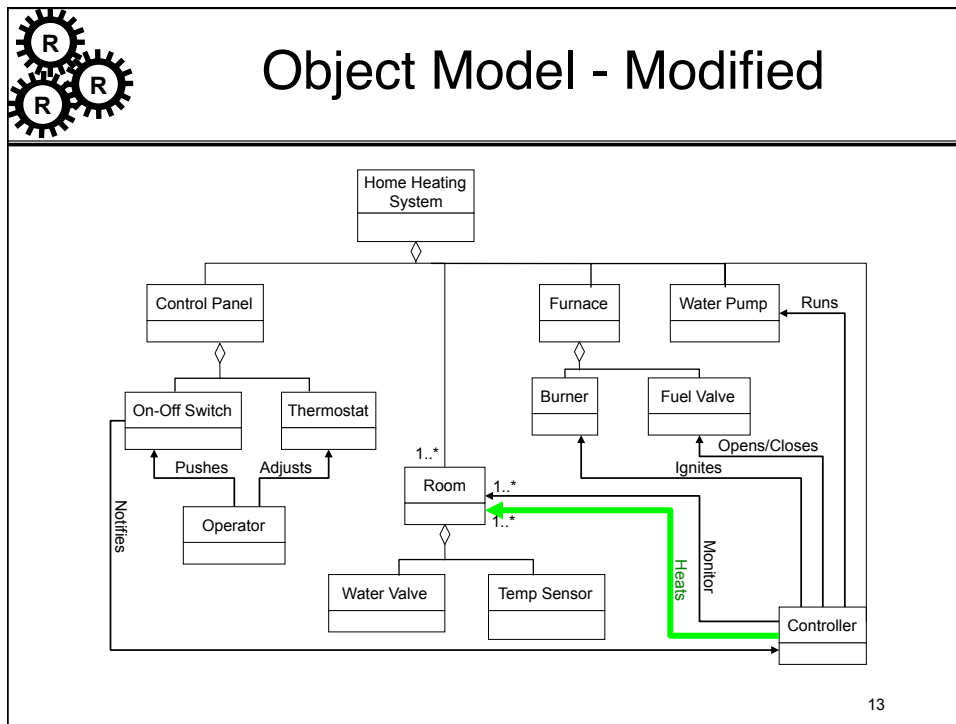 R
R
R
Object Model - Modified
Home Heating
System
Control Panel
Furnace
Water Pump
Runs
On-Off Switch
Thermostat
Burner
Fuel Valve
Opens/Closes
Pushes
Adjusts
Ignites
1..*
Room
1..*
1..*
Operator
Notifies
Monitor
Heats
Water Valve
Temp Sensor
Controller
13